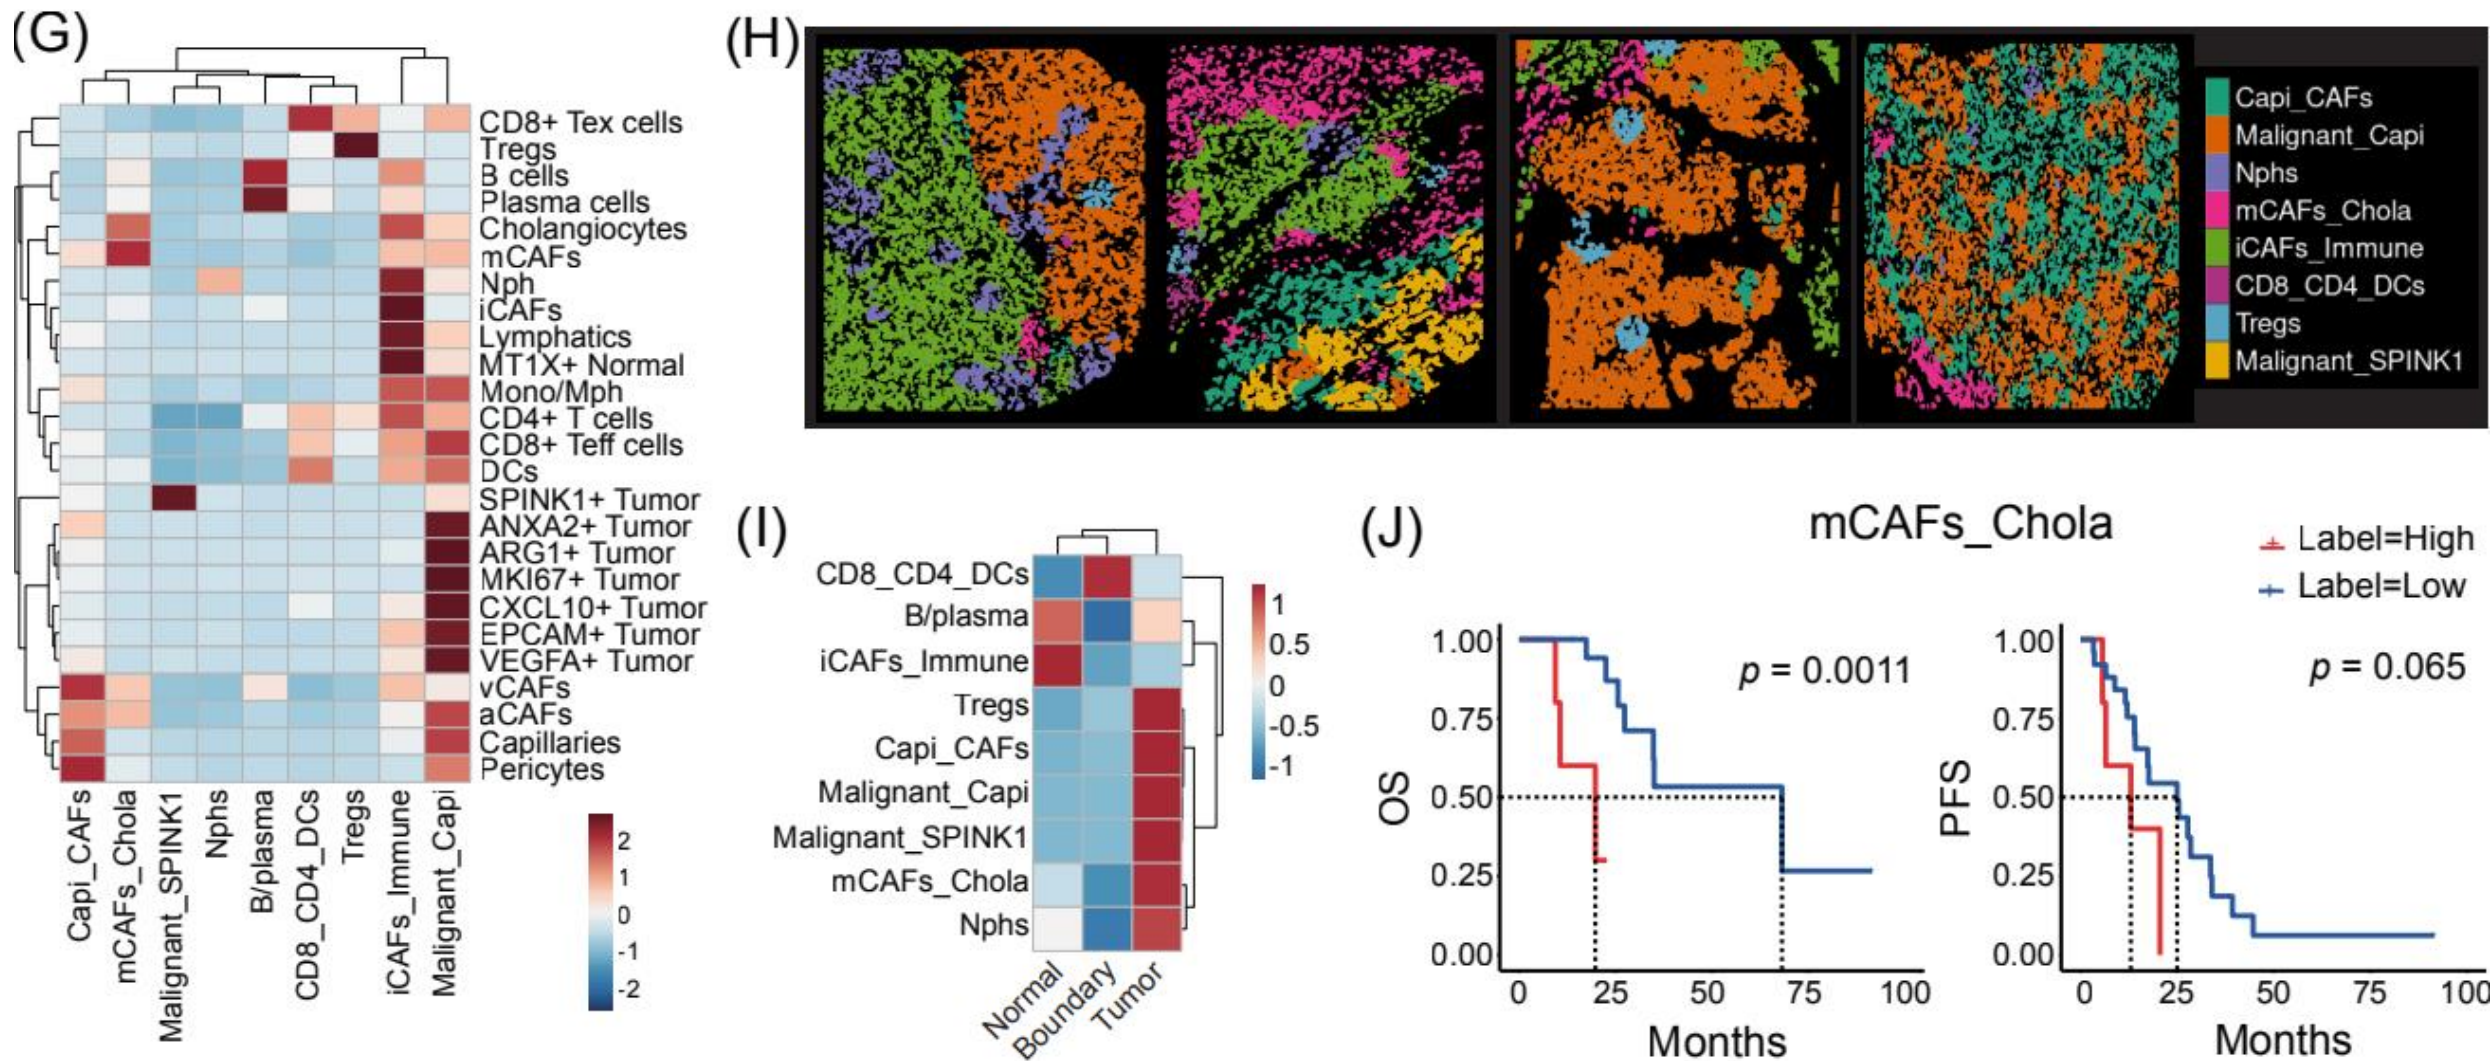 (G)
CD8+ Tex cells
Tregs
B cells
Plasma cells
Cholangiocytes
mCAFs
Nph
iCAFs
Lymphatics
MT1X+ Normal
Mono/Mph
CD4+ T cells
CD8+ Teff cells
DCs
SPINK1+ Tumor
ANXA2+ Tumor
ARG1+ Tumor
MKI67+ Tumor
CXCL10+ Tumor
EPCAM+ Tumor
VEGFA+ Tumor
vCAFs
aCAFs
Capillaries
Pericytes
Capi_CAFs
mCAFs_Chola
Malignant_SPINK1
Nphs
B/plasma
CD8_CD4_DCs
Tregs
iCAFs_Immune
Malignant_Capi
2
1
0
-1
-2
(H)
Capi_CAFs
Malignant_Capi
Nphs
mCAFs_Chola
iCAFs_Immune
CD8_CD4_DCs
Tregs
Malignant_SPINK1
(I)
CD8_CD4_DCs
B/plasma
iCAFs_Immune
Tregs
Capi_CAFs
Malignant_Capi
Malignant_SPINK1
mCAFs_Chola
Nphs
Normal
Boundary
Tumor
1
0.5
0
-0.5
-1
(J)
mCAFs_Chola
Label=High
Label=Low
OS
1.00
0.75
0.50
0.25
0.00
p = 0.0011
0 25 50 75 100
Months
PFS
1.00
0.75
0.50
0.25
0.00
p = 0.065
0 25 50 75 100
Months